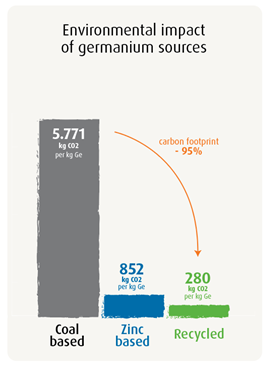 Environmental impact
of germanium sources
5.771
kg CO2
per kg Ge
carbon footprint
- 95%
852
kg CO2
per kg Ge
280
kg CO2
per kg Ge
Coal
based
Zinc
based
Recycled